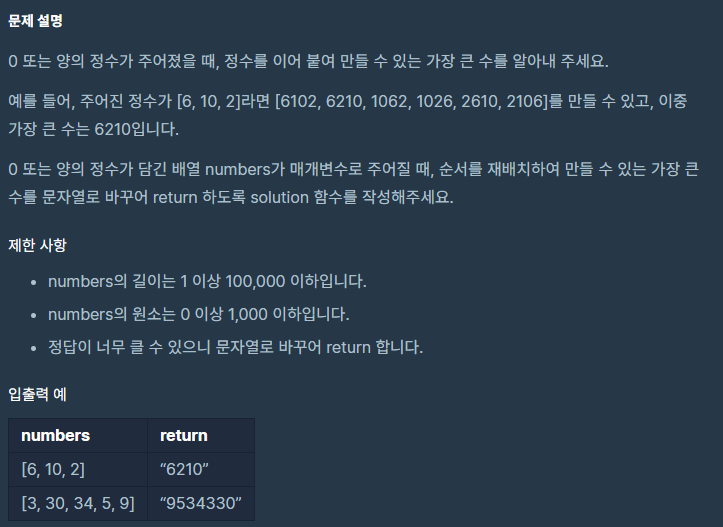 문제 설명
0 또는 양의 정수가 주어졌을 때, 정수를 이어 붙여 만들 수 있는 가장 큰 수를 알아내 주세요.
예를 들어, 주어진 정수가 [6, 10, 2]라면 [6102, 6210, 1062, 1026, 2610, 2106]를 만들 수 있고, 이중
가장 큰 수는 6210입니다.
0 또는 양의 정수가 담긴 배열 numbers가 매개변수로 주어질 때, 순서를 재배치하여 만들 수 있는 가장 큰
수를 문자열로 바꾸어 return 하도록 solution 함수를 작성해주세요.
제한 사항
• numbers의 길이는 1 이상 100,000 이하입니다.
• numbers의 원소는 0 이상 1,000 이하입니다.
• 정답이 너무 클 수 있으니 문자열로 바꾸어 return 합니다.
입출력 예
numbers return
[6, 10, 2] “6210”
[3, 30, 34, 5, 9] “9534330”